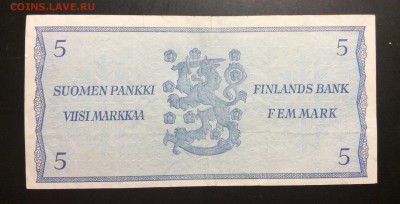 COINS.LAVE.RU
5 5
SUOMEN PANKKI FINLANDS BANK
VIISI MARKKAA FEM MARK
5 5